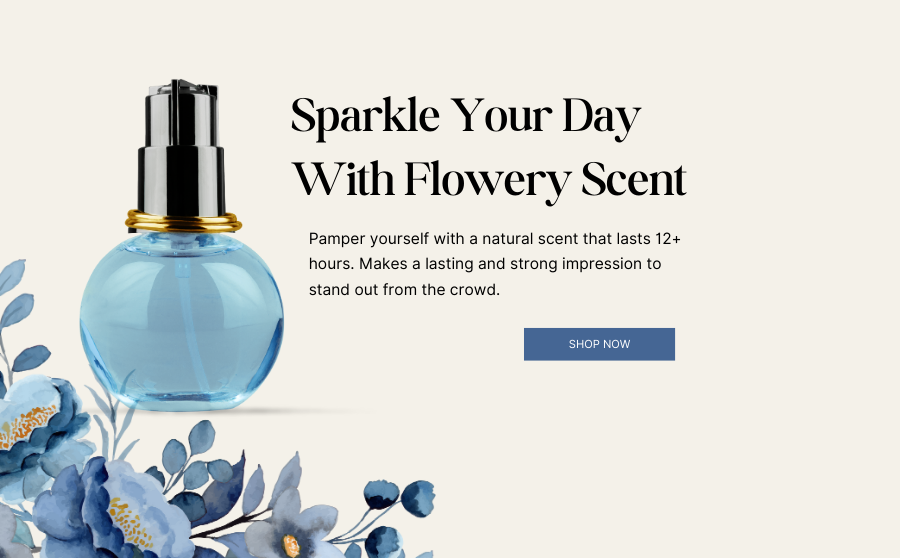 Sparkle Your Day
With Flowery Scent
Pamper yourself with a natural scent that lasts 12+
hours. Makes a lasting and strong impression to
stand out from the crowd.
SHOP NOW